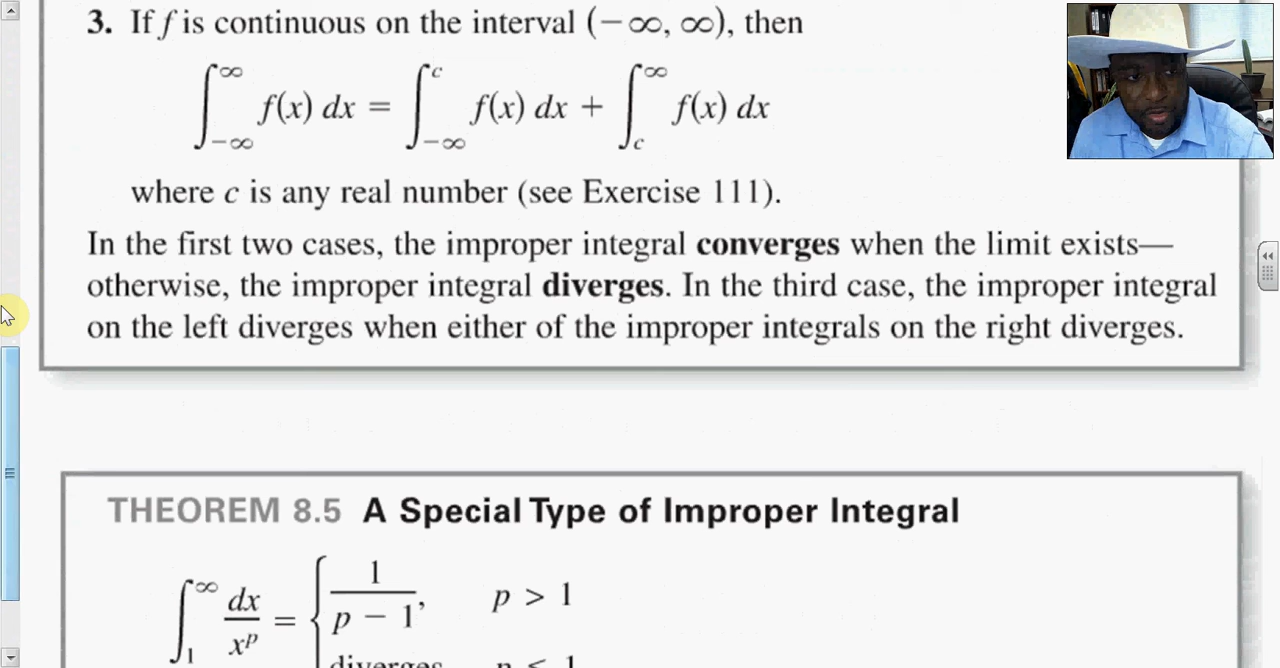 3. If f is continuous on the interval (−∞, ∞), then
∫_{−∞}^{∞} f(x) dx = ∫_{−∞}^{c} f(x) dx + ∫_{c}^{∞} f(x) dx
where c is any real number (see Exercise 111).
In the first two cases, the improper integral converges when the limit exists—
otherwise, the improper integral diverges. In the third case, the improper integral
on the left diverges when either of the improper integrals on the right diverges.
THEOREM 8.5 A Special Type of Improper Integral
∫_{1}^{∞} dx/x^p = { 1/(p − 1), p > 1
diverges p ≤ 1